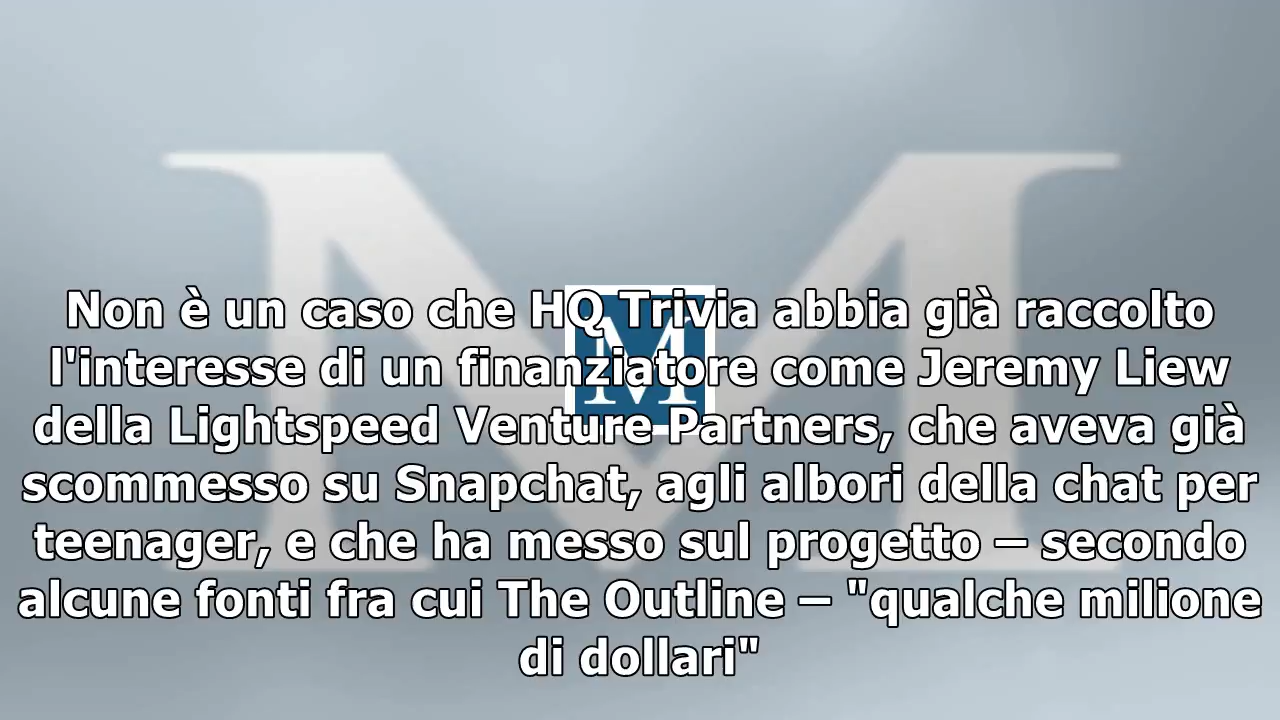 Non è un caso che HQ Trivia abbia già raccolto
l'interesse di un finanziatore come Jeremy Liew
della Lightspeed Venture Partners, che aveva già
scommesso su Snapchat, agli albori della chat per
teenager, e che ha messo sul progetto – secondo
alcune fonti fra cui The Outline – "qualche milione
di dollari"
M